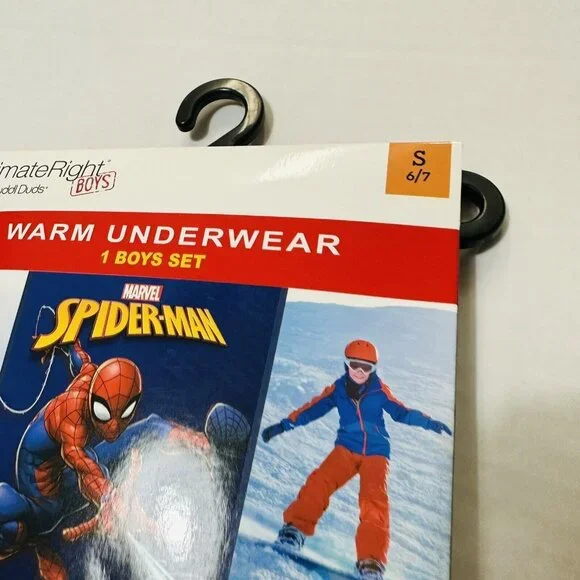 imateRight
BOYS
uddl Duds
S
6/7
WARM UNDERWEAR
1 BOYS SET
MARVEL
SPIDER-MAN